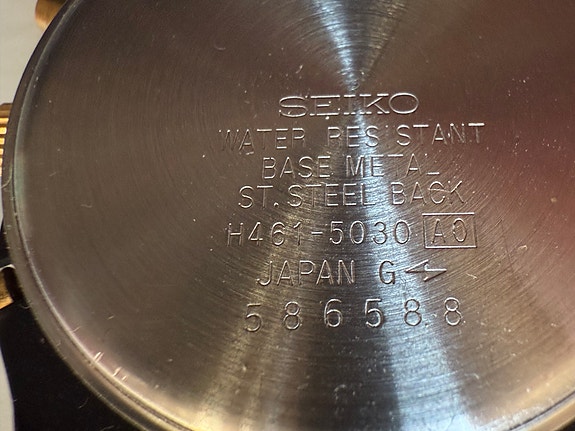 SEIKO
WATER RESISTANT
BASE METAL
ST.STEEL BACK
H461-5030 A0
JAPAN G
586588